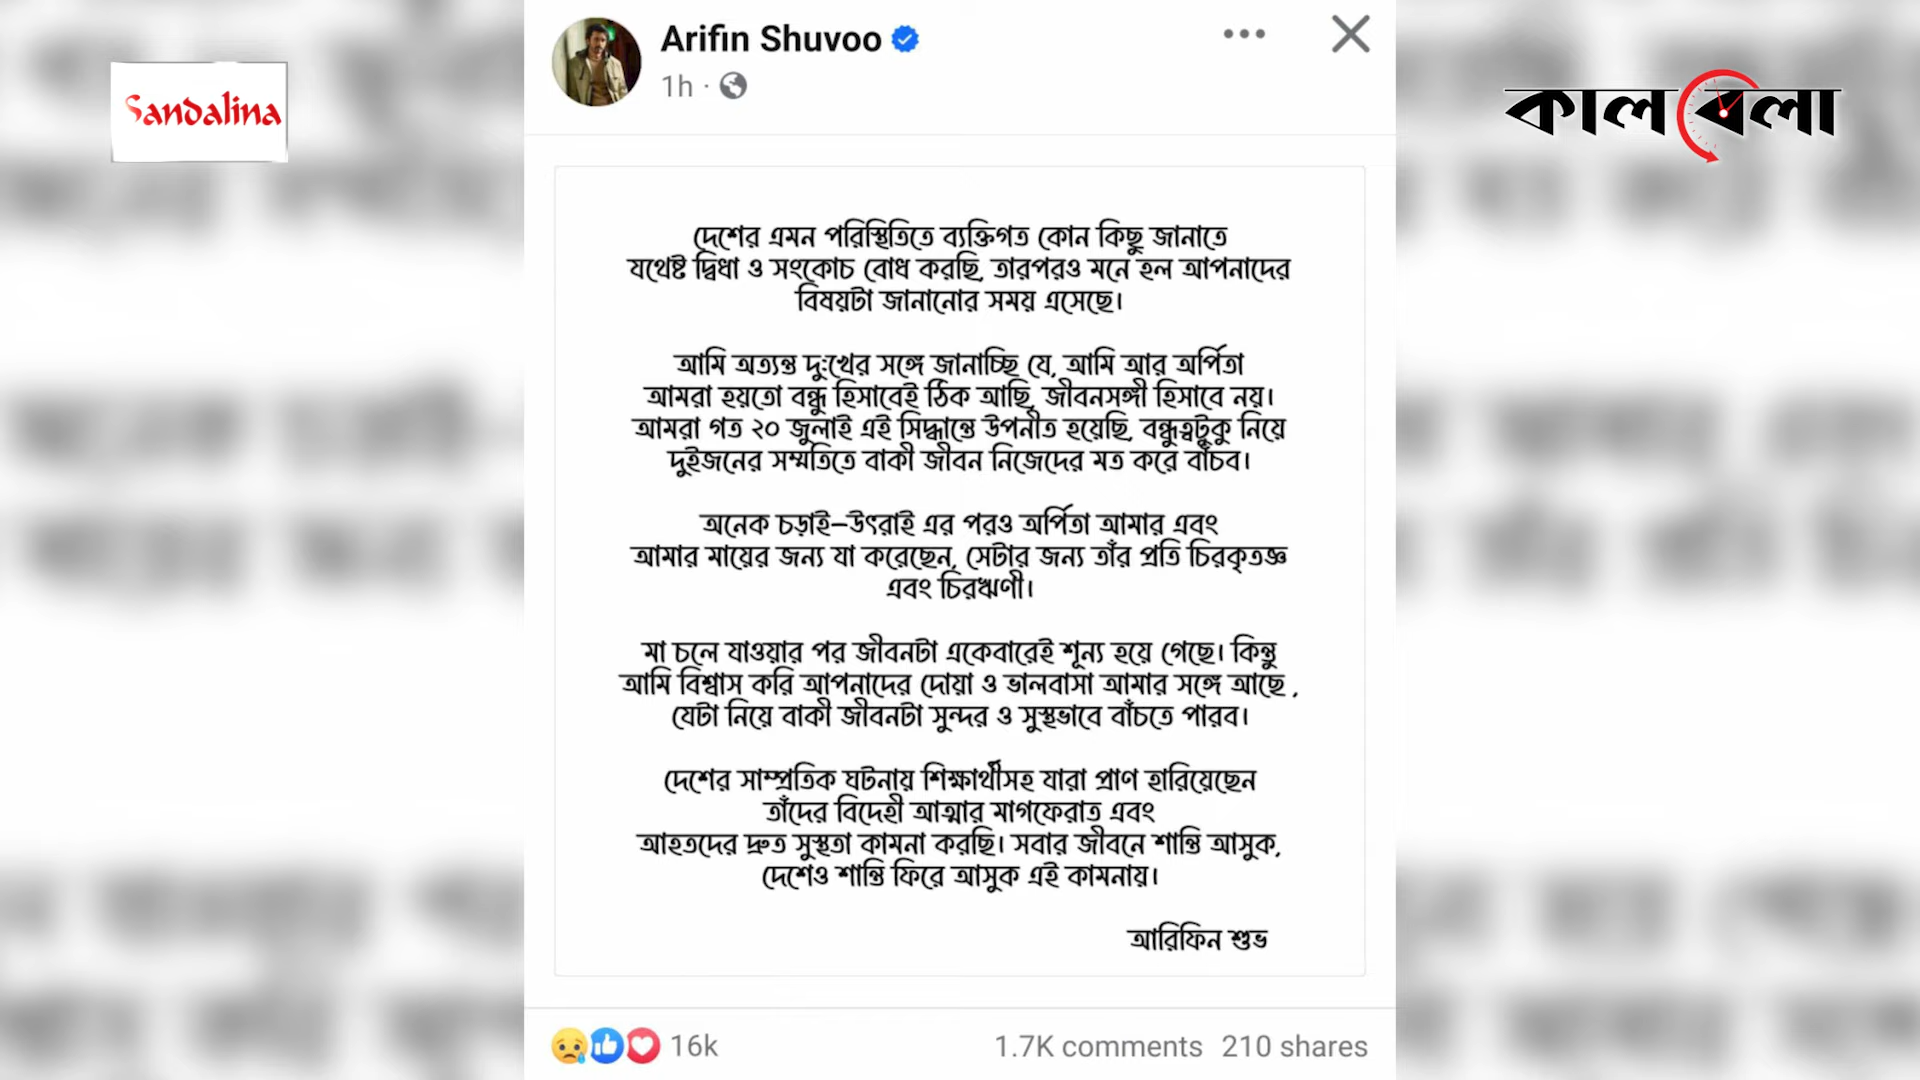 Arifin Shuvoo
1h ·
Sandalina
কালবেলা
দেশের এমন পরিস্থিতিতে ব্যক্তিগত কোন কিছু জানাতে
যথেষ্ট দ্বিধা ও সংকোচ বোধ করছি, তারপরও মনে হল আপনাদের
বিষয়টা জানানোর সময় এসেছে।
আমি অত্যন্ত দু:খের সঙ্গে জানাচ্ছি যে, আমি আর অর্পিতা
আমরা হয়তো বন্ধু হিসাবেই ঠিক আছি, জীবনসঙ্গী হিসাবে নয়।
আমরা গত ২০ জুলাই এই সিদ্ধান্তে উপনীত হয়েছি, বন্ধুত্বটুকু নিয়ে
দুইজনের সম্মতিতে বাকী জীবন নিজেদের মত করে বাঁচব।
অনেক চড়াই–উৎরাই এর পরও অর্পিতা আমার এবং
আমার মায়ের জন্য যা করেছেন, সেটার জন্য তাঁর প্রতি চিরকৃতজ্ঞ
এবং চিরঋণী।
মা চলে যাওয়ার পর জীবনটা একেবারেই শূন্য হয়ে গেছে। কিন্তু
আমি বিশ্বাস করি আপনাদের দোয়া ও ভালবাসা আমার সঙ্গে আছে ,
যেটা নিয়ে বাকী জীবনটা সুন্দর ও সুস্থভাবে বাঁচতে পারব।
দেশের সাম্প্রতিক ঘটনায় শিক্ষার্থীসহ যারা প্রাণ হারিয়েছেন
তাঁদের বিদেহী আত্মার মাগফেরাত এবং
আহতদের দ্রুত সুস্থতা কামনা করছি। সবার জীবনে শান্তি আসুক,
দেশেও শান্তি ফিরে আসুক এই কামনায়।
আরিফিন শুভ
16k
1.7K comments 210 shares